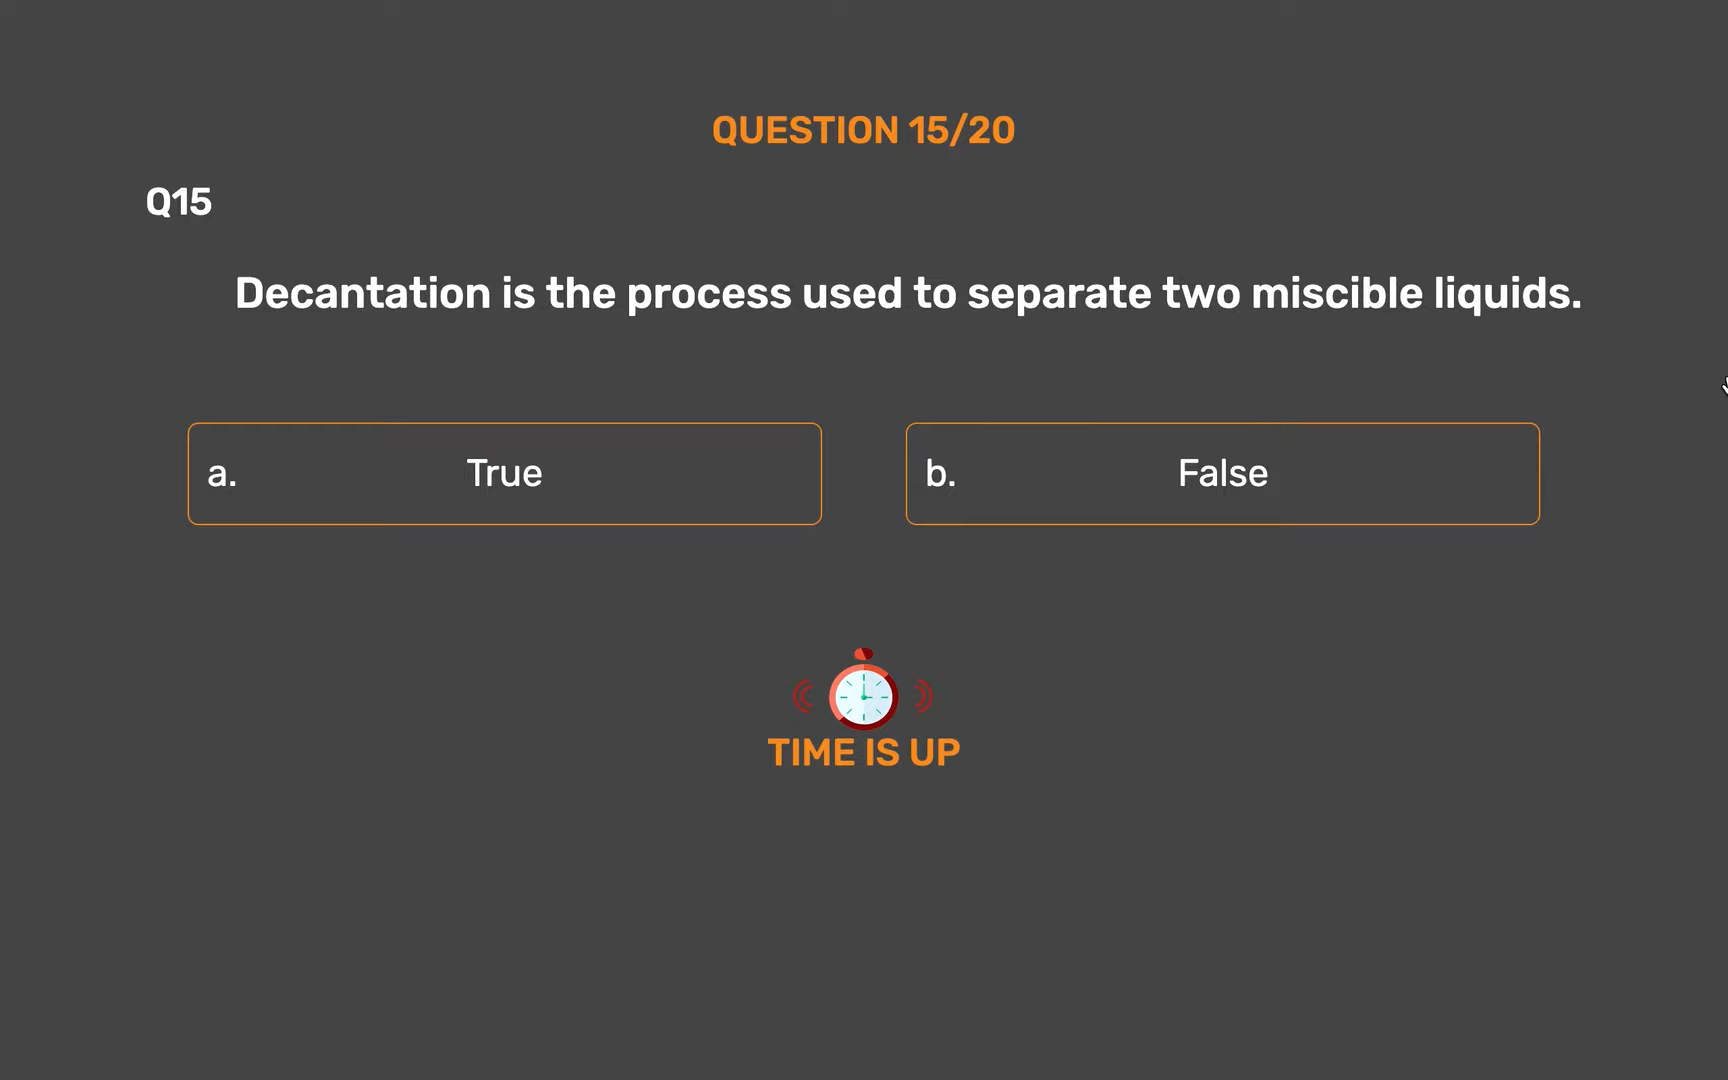 QUESTION 15/20
Q15
Decantation is the process used to separate two miscible liquids.
a. True
b. False
TIME IS UP